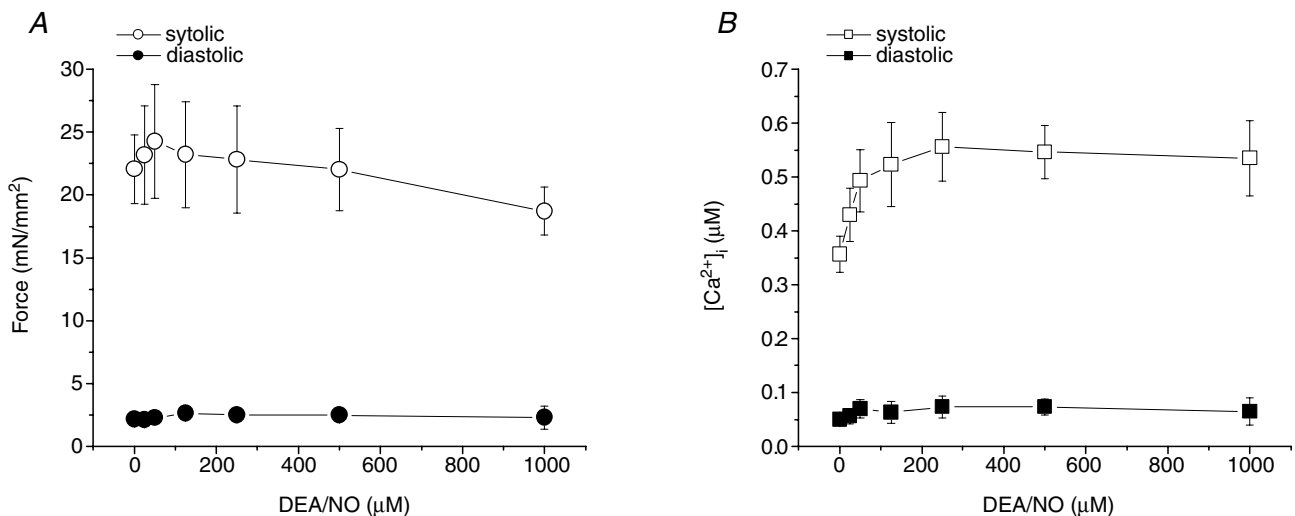 A
sytolic
diastolic
30
25
20
15
10
5
0
Force (mN/mm²)
0 200 400 600 800 1000
DEA/NO (μM)
B
systolic
diastolic
0.7
0.6
0.5
0.4
0.3
0.2
0.1
0.0
[Ca²⁺]ᵢ (μM)
0 200 400 600 800 1000
DEA/NO (μM)